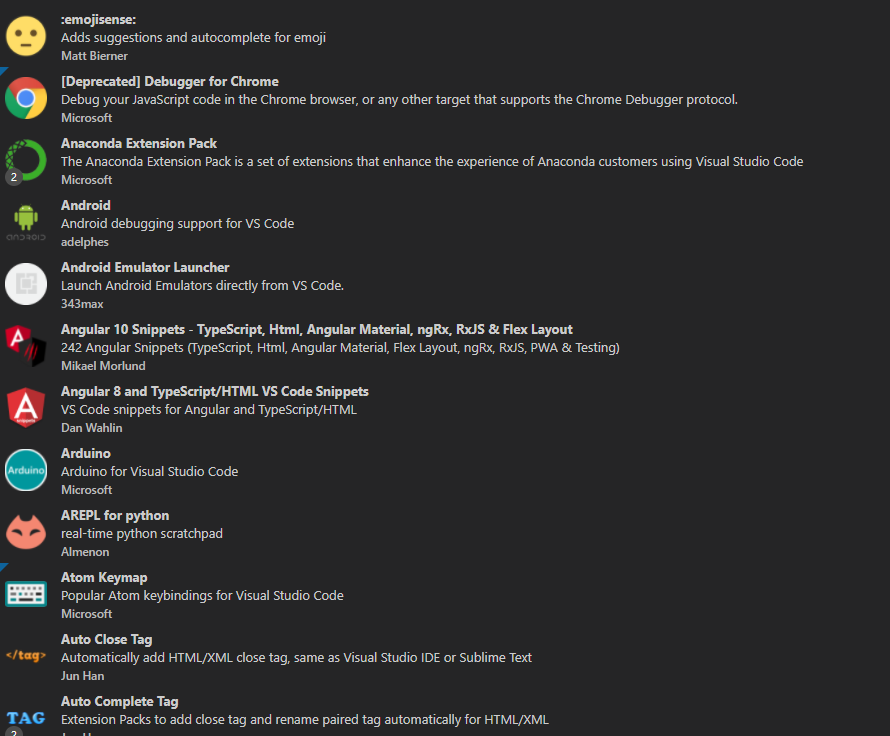 :emojisense:
Adds suggestions and autocomplete for emoji
Matt Bierner
[Deprecated] Debugger for Chrome
Debug your JavaScript code in the Chrome browser, or any other target that supports the Chrome Debugger protocol.
Microsoft
Anaconda Extension Pack
The Anaconda Extension Pack is a set of extensions that enhance the experience of Anaconda customers using Visual Studio Code
2
Microsoft
Android
Android debugging support for VS Code
android
adelphes
Android Emulator Launcher
Launch Android Emulators directly from VS Code.
343max
Angular 10 Snippets - TypeScript, Html, Angular Material, ngRx, RxJS & Flex Layout
242 Angular Snippets (TypeScript, Html, Angular Material, Flex Layout, ngRx, RxJS, PWA & Testing)
Mikael Morlund
Angular 8 and TypeScript/HTML VS Code Snippets
VS Code snippets for Angular and TypeScript/HTML
Dan Wahlin
Arduino
Arduino
Arduino for Visual Studio Code
Microsoft
AREPL for python
real-time python scratchpad
Almenon
Atom Keymap
Popular Atom keybindings for Visual Studio Code
Microsoft
Auto Close Tag
</tag>
Automatically add HTML/XML close tag, same as Visual Studio IDE or Sublime Text
Jun Han
Auto Complete Tag
TAG
Extension Packs to add close tag and rename paired tag automatically for HTML/XML
2